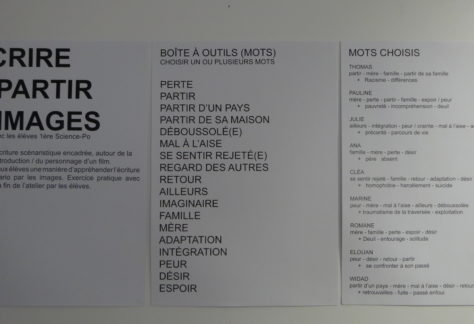 CRIRE
PARTIR
IMAGES
ec les élèves 1ère Science-Po
criture scénaristique encadrée, autour de la
troduction / du personnage d'un film.
ux élèves une manière d'appréhender l'écriture
ario par les images. Exercice pratique avec
a fin de l'atelier par les élèves.
BOÎTE À OUTILS (MOTS)
CHOISIR UN OU PLUSIEURS MOTS
PERTE
PARTIR
PARTIR D'UN PAYS
PARTIR DE SA MAISON
DÉBOUSSOLÉ(E)
MAL À L'AISE
SE SENTIR REJETÉ(E)
REGARD DES AUTRES
RETOUR
AILLEURS
IMAGINAIRE
FAMILLE
MÈRE
ADAPTATION
INTÉGRATION
PEUR
DÉSIR
ESPOIR
MOTS CHOISIS
THOMAS
partir - mère - famille - partir de sa famille
+ Racisme - différences
PAULINE
mère - perte - partir - famille - espoir / peur
+ pauvreté - incompréhension - deuil
JULIE
ailleurs - intégration - peur / crainte - mal à l'aise - a
+ précarité - parcours de vie
ANA
famille - mère - partir - désir
+ père absent
CLÉA
se sentir rejeté - famille - retour - adaptation - dési
+ homophobie - harcèlement - suicide
MARINE
peur - mère - mal à l'aise - ailleurs - déboussolée
+ traumatisme de la traversée - exploitation
ROMANE
mère - famille - perte - espoir - désir
+ Deuil - entourage - solitude
ELOUAN
peur - désir - retour - partir
+ se confronter à son passé
WIDAD
partir d'un pays - mère - mal à l'aise - désir - retou
+ retrouvailles - fuite - passé enfoui